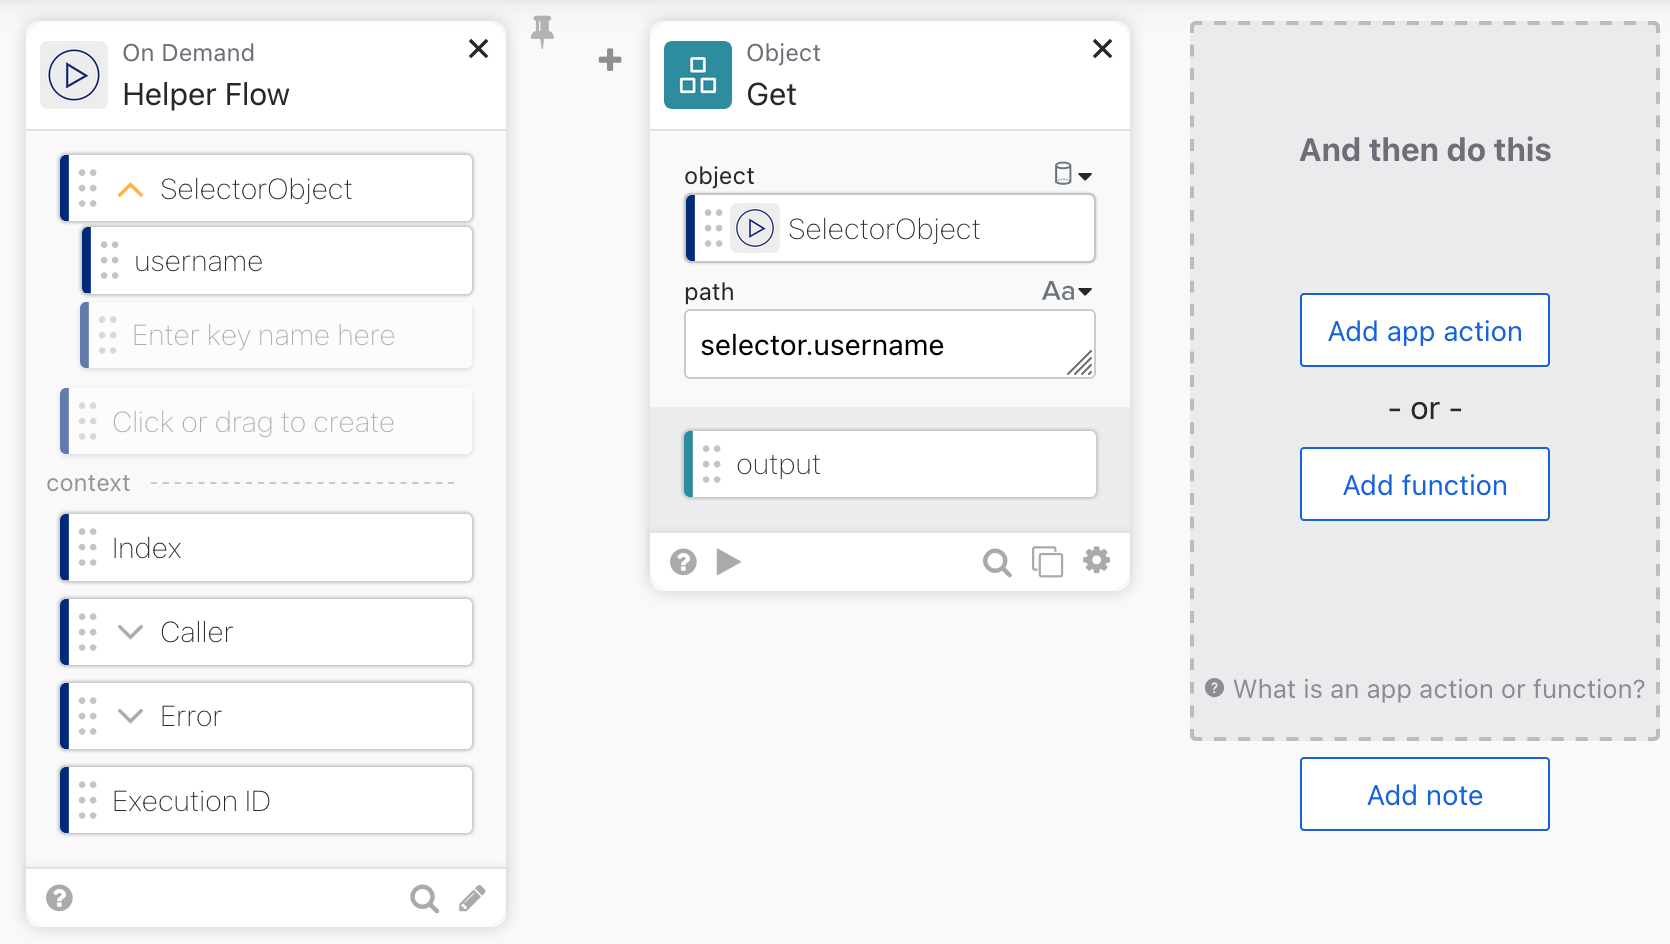 On Demand
Helper Flow
SelectorObject
username
Enter key name here
Click or drag to create
context
Index
Caller
Error
Execution ID
Object
Get
object
SelectorObject
path
Aa
selector.username
output
And then do this
Add app action
- or -
Add function
What is an app action or function?
Add note